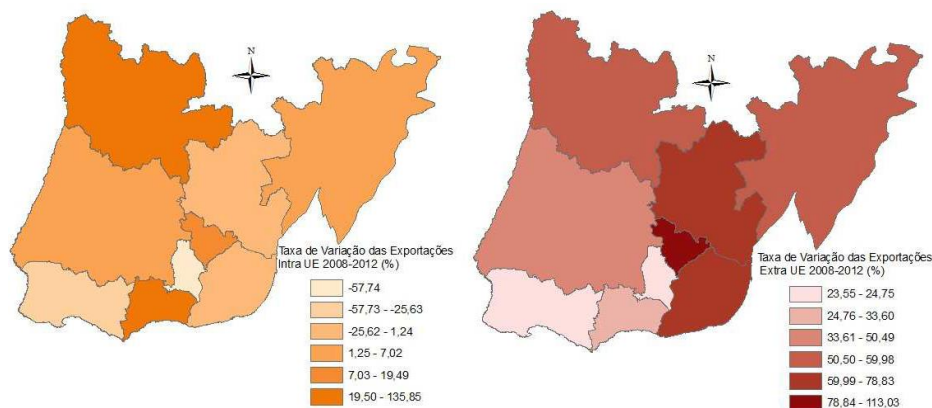 N
Taxa de Variação das Exportações
Intra UE 2008-2012 (%)
-57,74
-57,73 - -25,63
-25,62 - 1,24
1,25 - 7,02
7,03 - 19,49
19,50 - 135,85
N
Taxa de Variação das Exportações
Extra UE 2008-2012 (%)
23,55 - 24,75
24,76 - 33,60
33,61 - 50,49
50,50 - 59,98
59,99 - 78,83
78,84 - 113,03